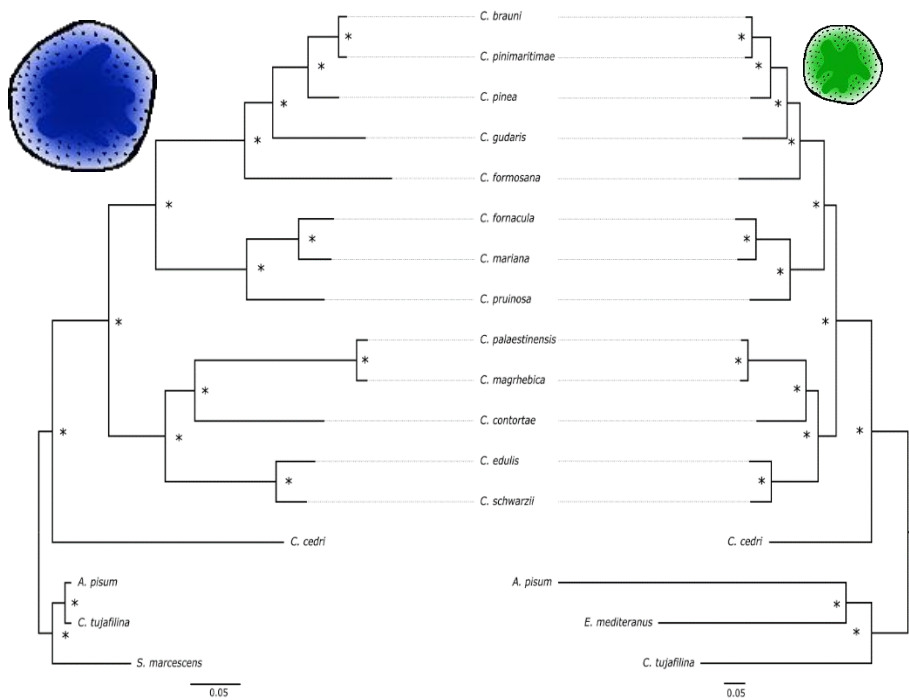 C. brauni
C. pinimaritimae
C. pinea
C. gudaris
C. formosana
C. fornacula
C. mariana
C. pruinosa
C. palaestinensis
C. magrhebica
C. contortae
C. edulis
C. schwarzii
C. cedri C. cedri
A. pisum A. pisum
C. tujafilina E. mediteranus
S. marcescens C. tujafilina
0.05 0.05